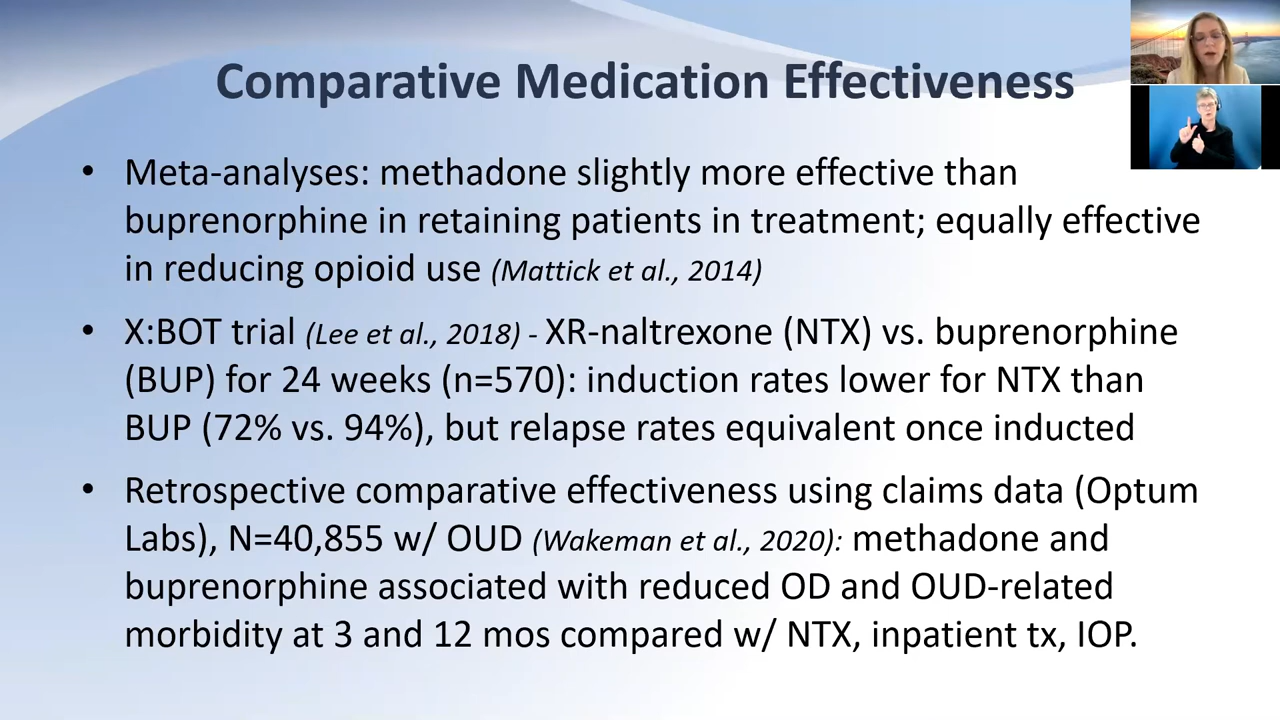 Comparative Medication Effectiveness
• Meta-analyses: methadone slightly more effective than
buprenorphine in retaining patients in treatment; equally effective
in reducing opioid use (Mattick et al., 2014)
• X:BOT trial (Lee et al., 2018) - XR-naltrexone (NTX) vs. buprenorphine
(BUP) for 24 weeks (n=570): induction rates lower for NTX than
BUP (72% vs. 94%), but relapse rates equivalent once inducted
• Retrospective comparative effectiveness using claims data (Optum
Labs), N=40,855 w/ OUD (Wakeman et al., 2020): methadone and
buprenorphine associated with reduced OD and OUD-related
morbidity at 3 and 12 mos compared w/ NTX, inpatient tx, IOP.